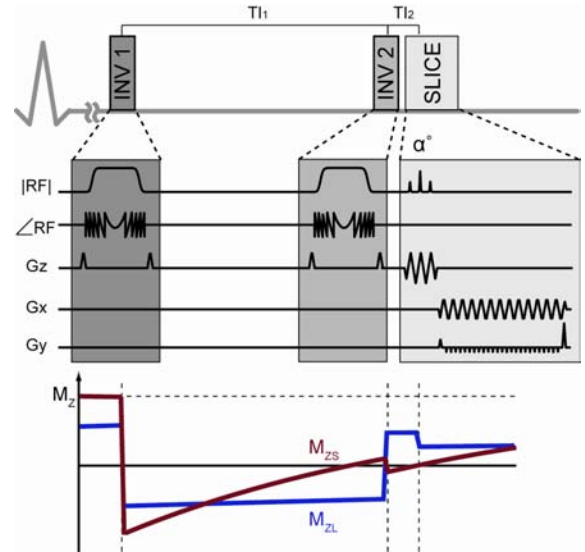 TI₁
TI₂
INV 1
INV 2
SLICE
α°
|RF|
∠RF
Gz
Gx
Gy
M_Z
M_ZS
M_ZL